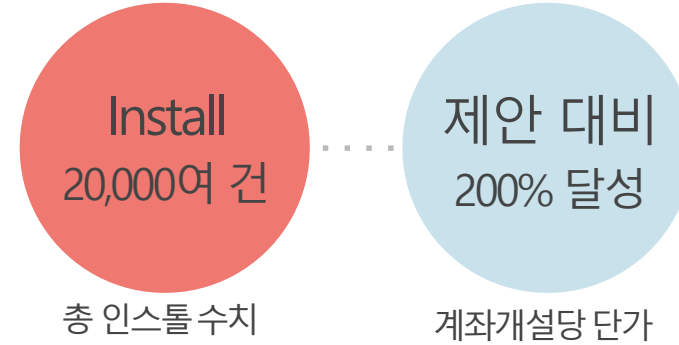 Install
20,000여 건
총 인스톨 수치
제안 대비
200% 달성
계좌개설당 단가